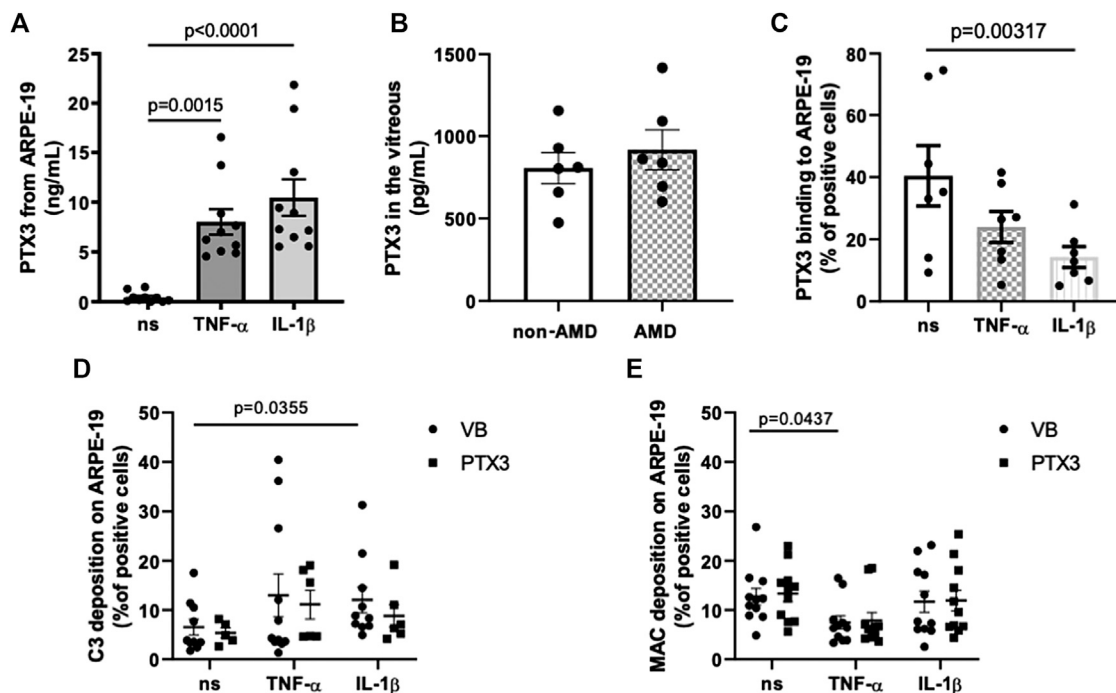 A
p<0.0001
p=0.0015
PTX3 from ARPE-19
(ng/mL)
25
20
15
10
5
0
ns
TNF-α
IL-1β
B
PTX3 in the vitreous
(pg/mL)
1500
1000
500
0
non-AMD
AMD
C
p=0.00317
PTX3 binding to ARPE-19
(% of positive cells)
80
60
40
20
0
ns
TNF-α
IL-1β
D
p=0.0355
C3 deposition on ARPE-19
(%of positive cells)
50
40
30
20
10
0
ns
TNF-α
IL-1β
VB
PTX3
E
p=0.0437
MAC deposition on ARPE-19
(%of positive cells)
50
40
30
20
10
0
ns
TNF-α
IL-1β
VB
PTX3